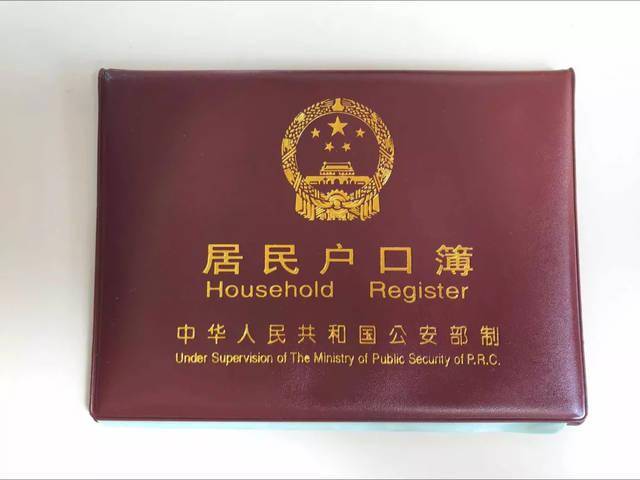 居民户口簿
Household Register
中华人民共和国公安部制
Under Supervision of The Ministry of Public Security of P.R.C.